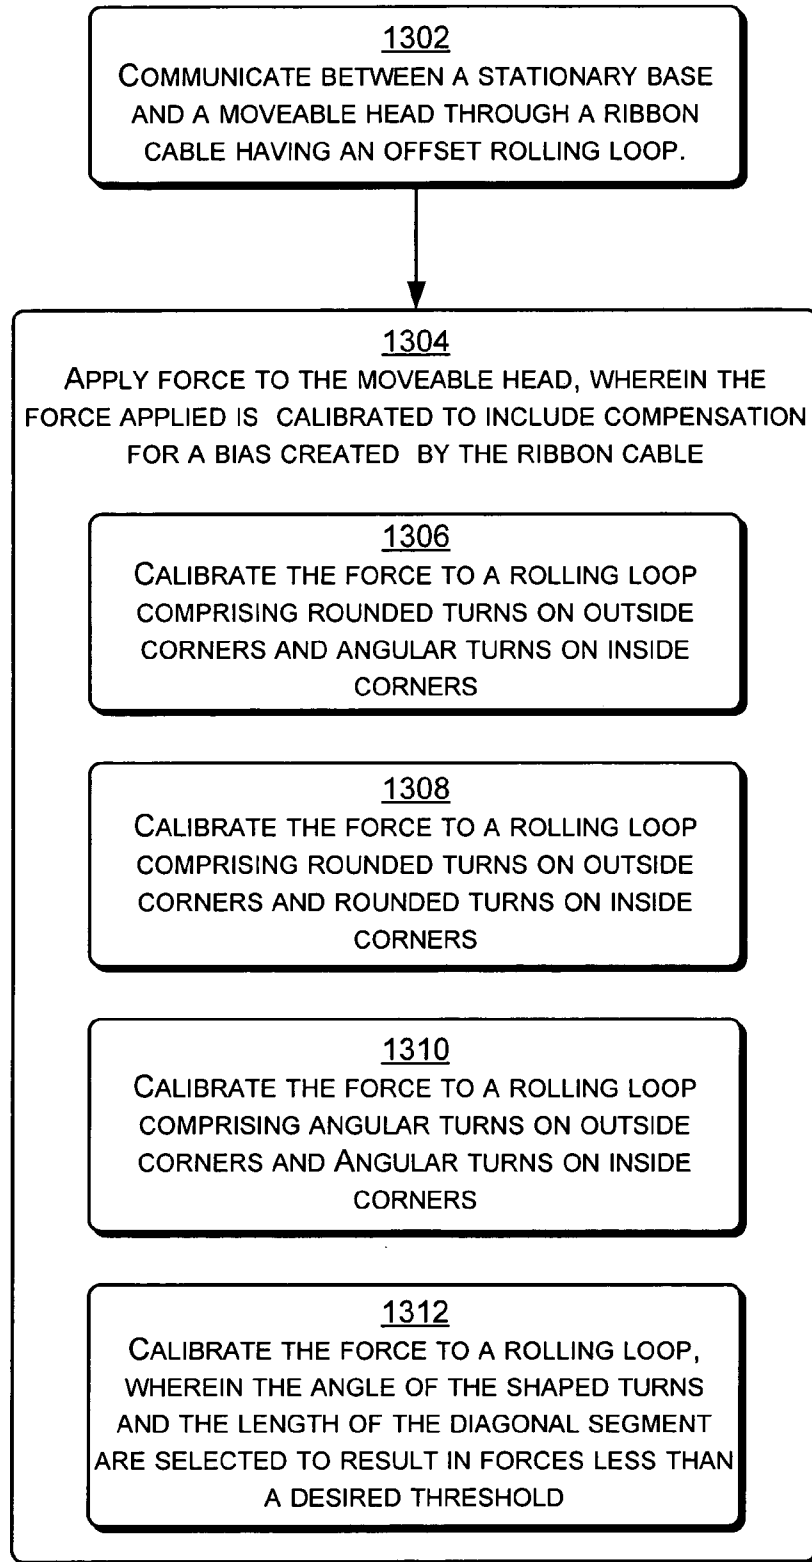 1302
COMMUNICATE BETWEEN A STATIONARY BASE
AND A MOVEABLE HEAD THROUGH A RIBBON
CABLE HAVING AN OFFSET ROLLING LOOP.
1304
APPLY FORCE TO THE MOVEABLE HEAD, WHEREIN THE
FORCE APPLIED IS CALIBRATED TO INCLUDE COMPENSATION
FOR A BIAS CREATED BY THE RIBBON CABLE
1306
CALIBRATE THE FORCE TO A ROLLING LOOP
COMPRISING ROUNDED TURNS ON OUTSIDE
CORNERS AND ANGULAR TURNS ON INSIDE
CORNERS
1308
CALIBRATE THE FORCE TO A ROLLING LOOP
COMPRISING ROUNDED TURNS ON OUTSIDE
CORNERS AND ROUNDED TURNS ON INSIDE
CORNERS
1310
CALIBRATE THE FORCE TO A ROLLING LOOP
COMPRISING ANGULAR TURNS ON OUTSIDE
CORNERS AND ANGULAR TURNS ON INSIDE
CORNERS
1312
CALIBRATE THE FORCE TO A ROLLING LOOP,
WHEREIN THE ANGLE OF THE SHAPED TURNS
AND THE LENGTH OF THE DIAGONAL SEGMENT
ARE SELECTED TO RESULT IN FORCES LESS THAN
A DESIRED THRESHOLD